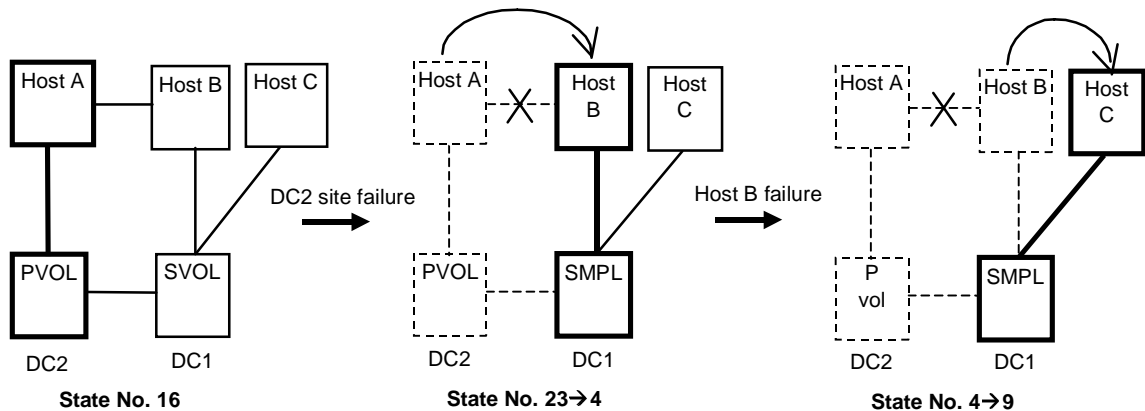 Host A
Host B
Host C
DC2 site failure
PVOL
SVOL
DC2
DC1
State No. 16
Host A
Host
B
Host
C
Host B failure
PVOL
SMPL
DC2
DC1
State No. 23→4
Host
A
Host B
Host
C
P
vol
SMPL
DC2
DC1
State No. 4→9